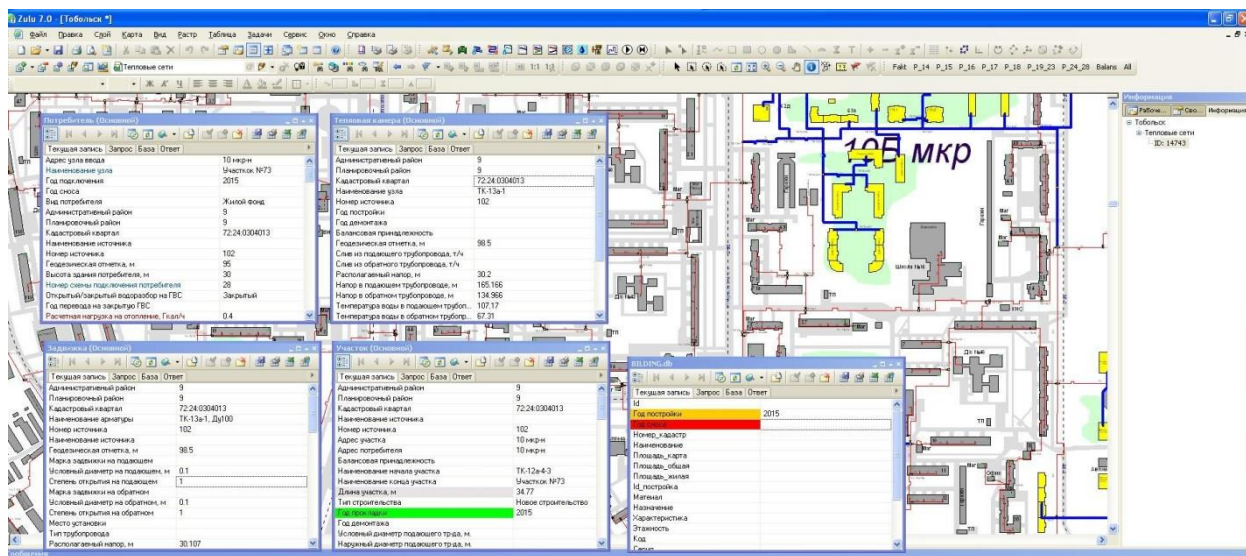 Zulu 7.0 - [Тобольск *]
Файл Правка Слой Карта Вид Растр Таблица Задачи Сервис Окно Справка
Тепловые сети
Fakt P_14 P_15 P_16 P_17 P_18 P_19_23 P_24_28 Balans All
Потребитель (Основной)
Текущая запись Запрос База Ответ
Адрес узла ввода 10 мкр-н
Наименование узла Участок №73
Год подключения 2015
Год сноса
Вид потребителя Жилой Фонд
Административный район 9
Планировочный район 9
Кадастровый квартал 72:24:0304013
Наименование источника
Номер источника 102
Геодезическая отметка, м 95
Высота здания потребителя, м 30
Номер схемы подключения потребителя 28
Открытый/закрытый водоразбор на ГВС Закрытый
Год перевода на закрытую ГВС
Расчетная нагрузка на отопление, Гкал/ч 0.4
Тепловая камера (Основной)
Текущая запись Запрос База Ответ
Административный район 9
Планировочный район 9
Кадастровый квартал 72:24:0304013
Наименование узла ТК-13а-1
Номер источника 102
Год постройки
Год демонтажа
Балансовая принадлежность
Геодезическая отметка, м 98.5
Слив из подающего трубопровода, т/ч
Слив из обратного трубопровода, т/ч
Располагаемый напор, м 30.2
Напор в подающем трубопроводе, м 165.166
Напор в обратном трубопроводе, м 134.966
Температура воды в подающем трубоп... 107.17
Температура воды в обратном трубопр... 67.31
10Б мкр
Информация
Рабоче... Сво... Информация
Тобольск
Тепловые сети
ID: 14743
Задвижка (Основной)
Текущая запись Запрос База Ответ
Административный район 9
Планировочный район 9
Кадастровый квартал 72:24:0304013
Наименование арматуры ТК-13а-1, Ду100
Номер источника 102
Наименование источника
Геодезическая отметка, м 98.5
Марка задвижки на подающем
Условный диаметр на подающем, м 0.1
Степень открытия на подающем 1
Марка задвижки на обратном
Условный диаметр на обратном, м 0.1
Степень открытия на обратном 1
Место установки
Тип трубопровода
Располагаемый напор, м 30.107
Участок (Основной)
Текущая запись Запрос База Ответ
Административный район 9
Планировочный район 9
Кадастровый квартал 72:24:0304013
Наименование источника
Номер источника 102
Адрес участка 10 мкр-н
Адрес потребителя 10 мкр-н
Балансовая принадлежность
Наименование начала участка ТК-12а-4-3
Наименование конца участка Участок №73
Длина участка, м 34.77
Тип строительства Новое строительство
Год прокладки 2015
Год демонтажа
Условный диаметр подающего тр-да, м.
Наружный диаметр подающего тр-да, м
BILDING.db
Текущая запись Запрос База Ответ
Id
Год постройки 2015
Год сноса
Номер_кадастр
Наименование
Площадь_карта
Площадь_общая
Площадь_жилая
Id_постройка
Материал
Назначение
Характеристика
Этажность
Код